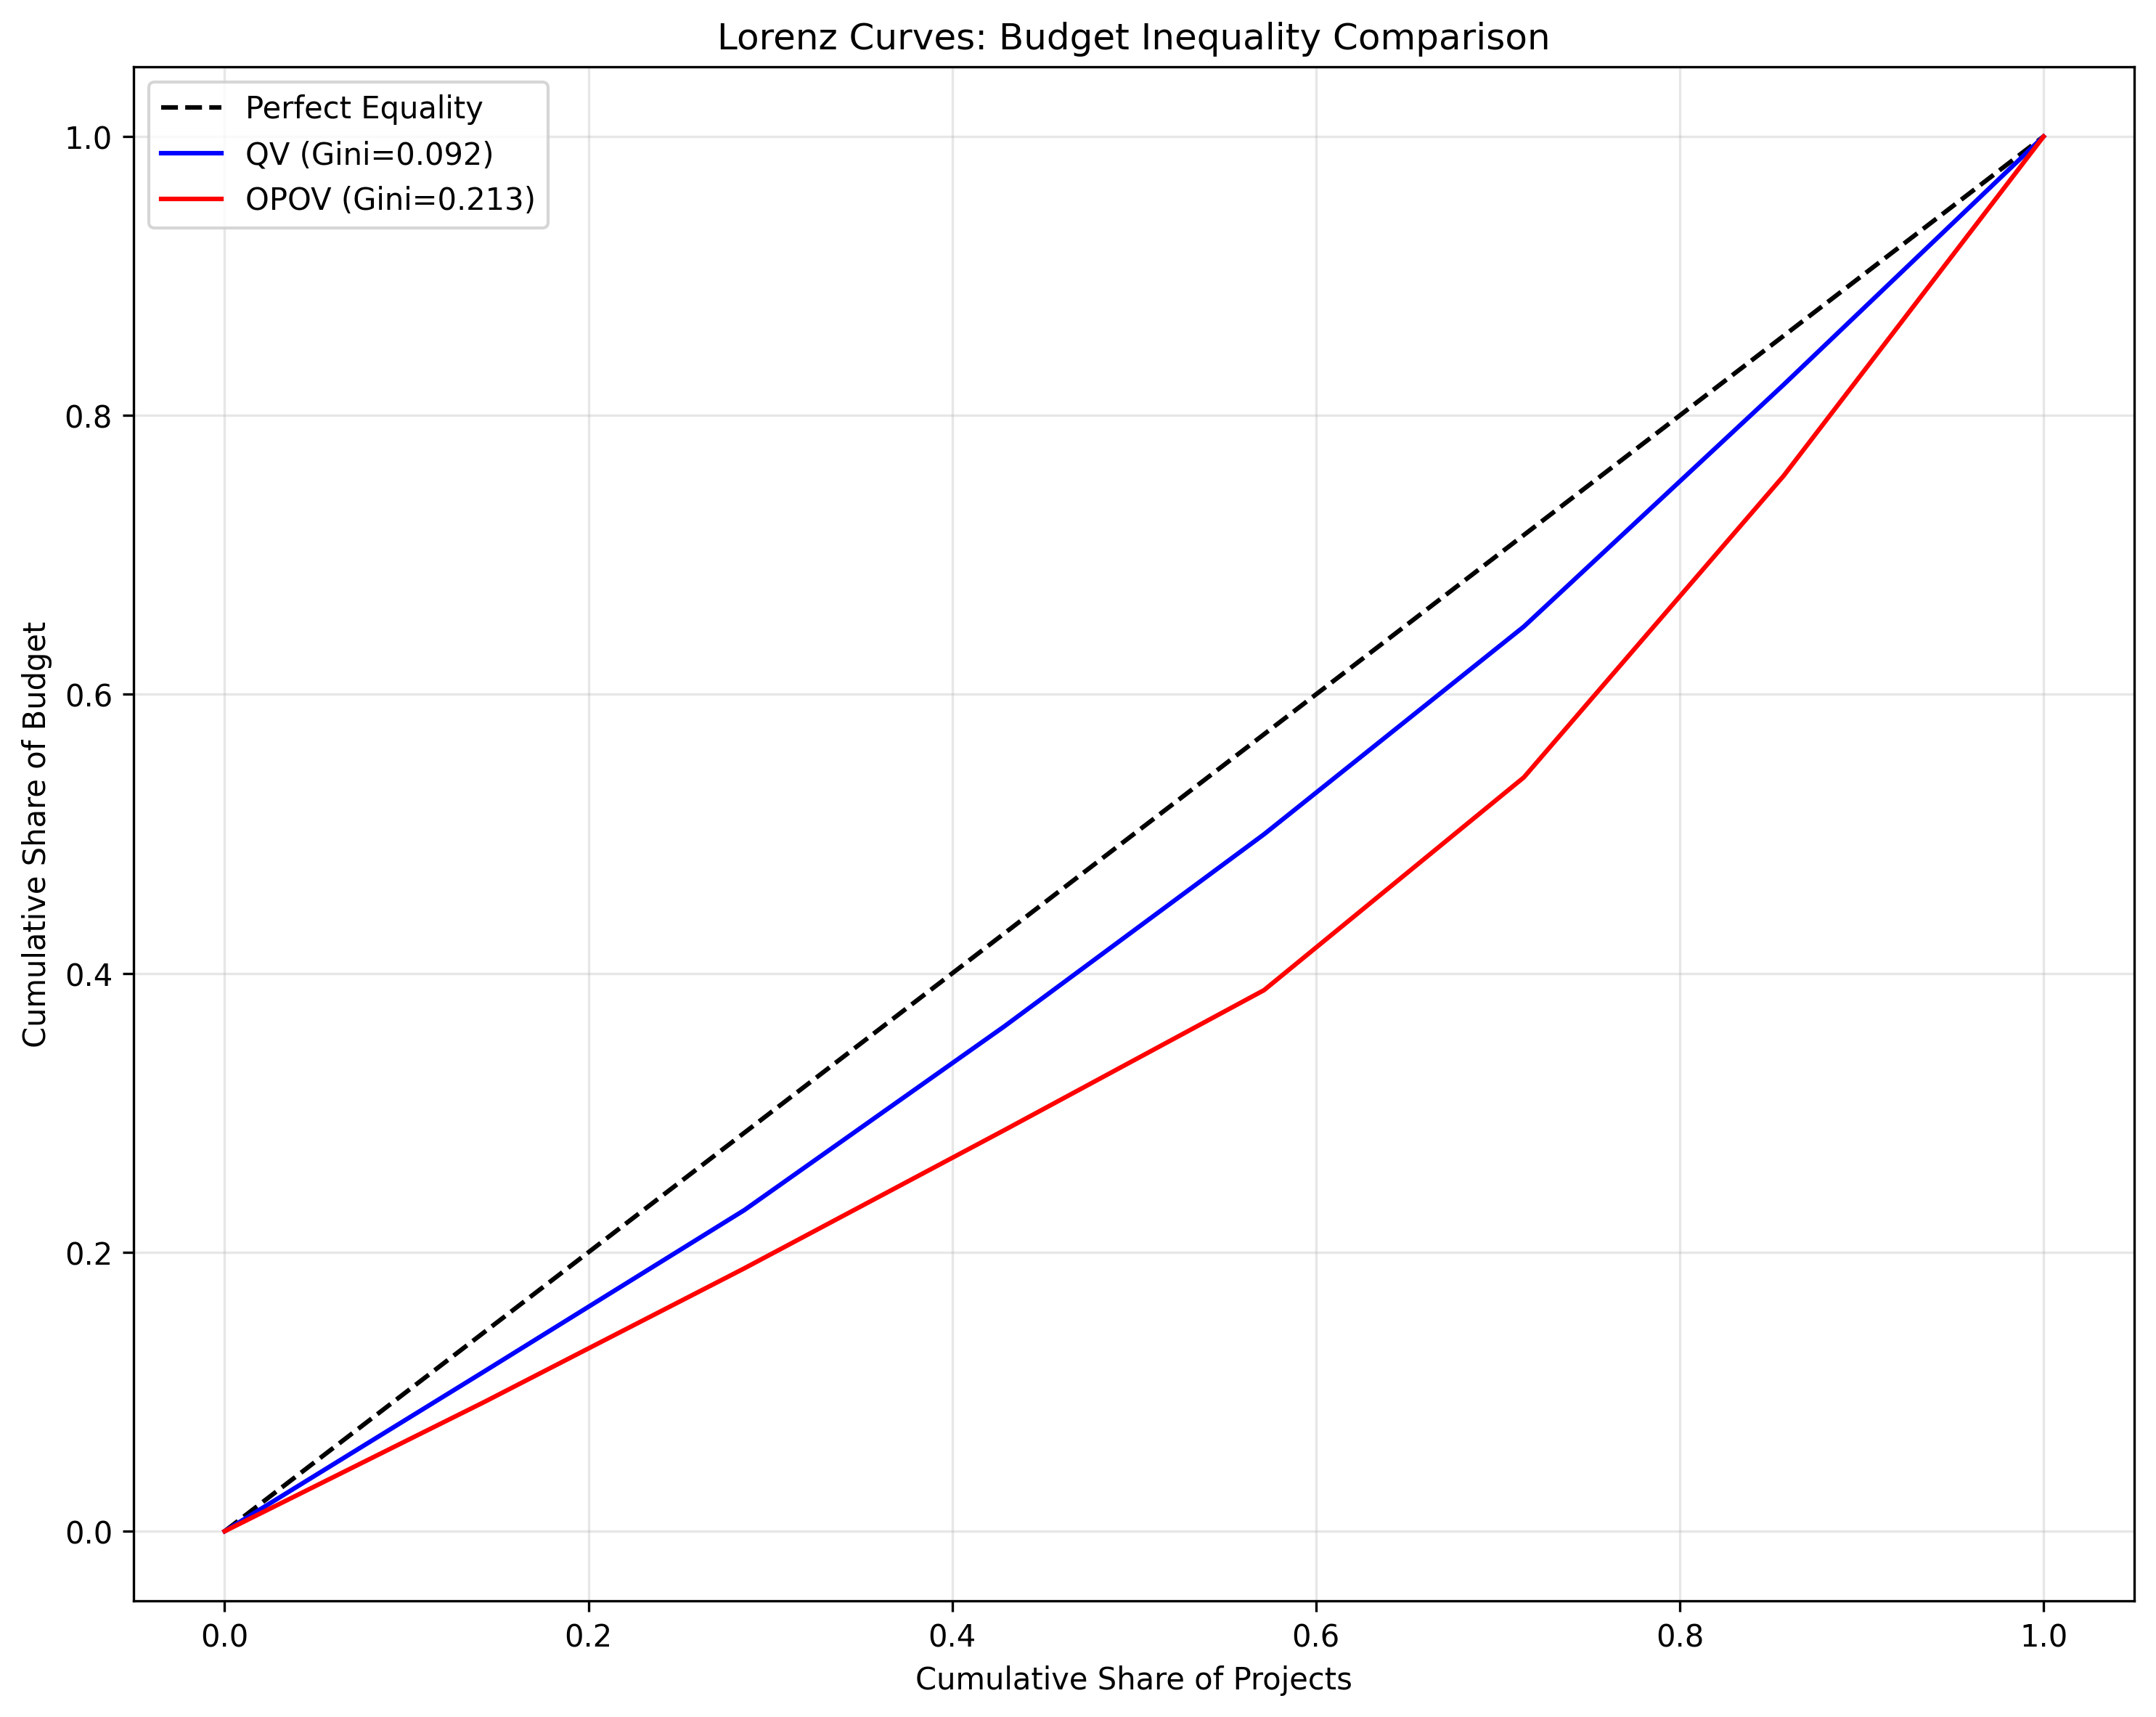 Lorenz Curves: Budget Inequality Comparison
Perfect Equality
QV (Gini=0.092)
OPOV (Gini=0.213)
Cumulative Share of Budget
1.0
0.8
0.6
0.4
0.2
0.0
0.0 0.2 0.4 0.6 0.8 1.0
Cumulative Share of Projects